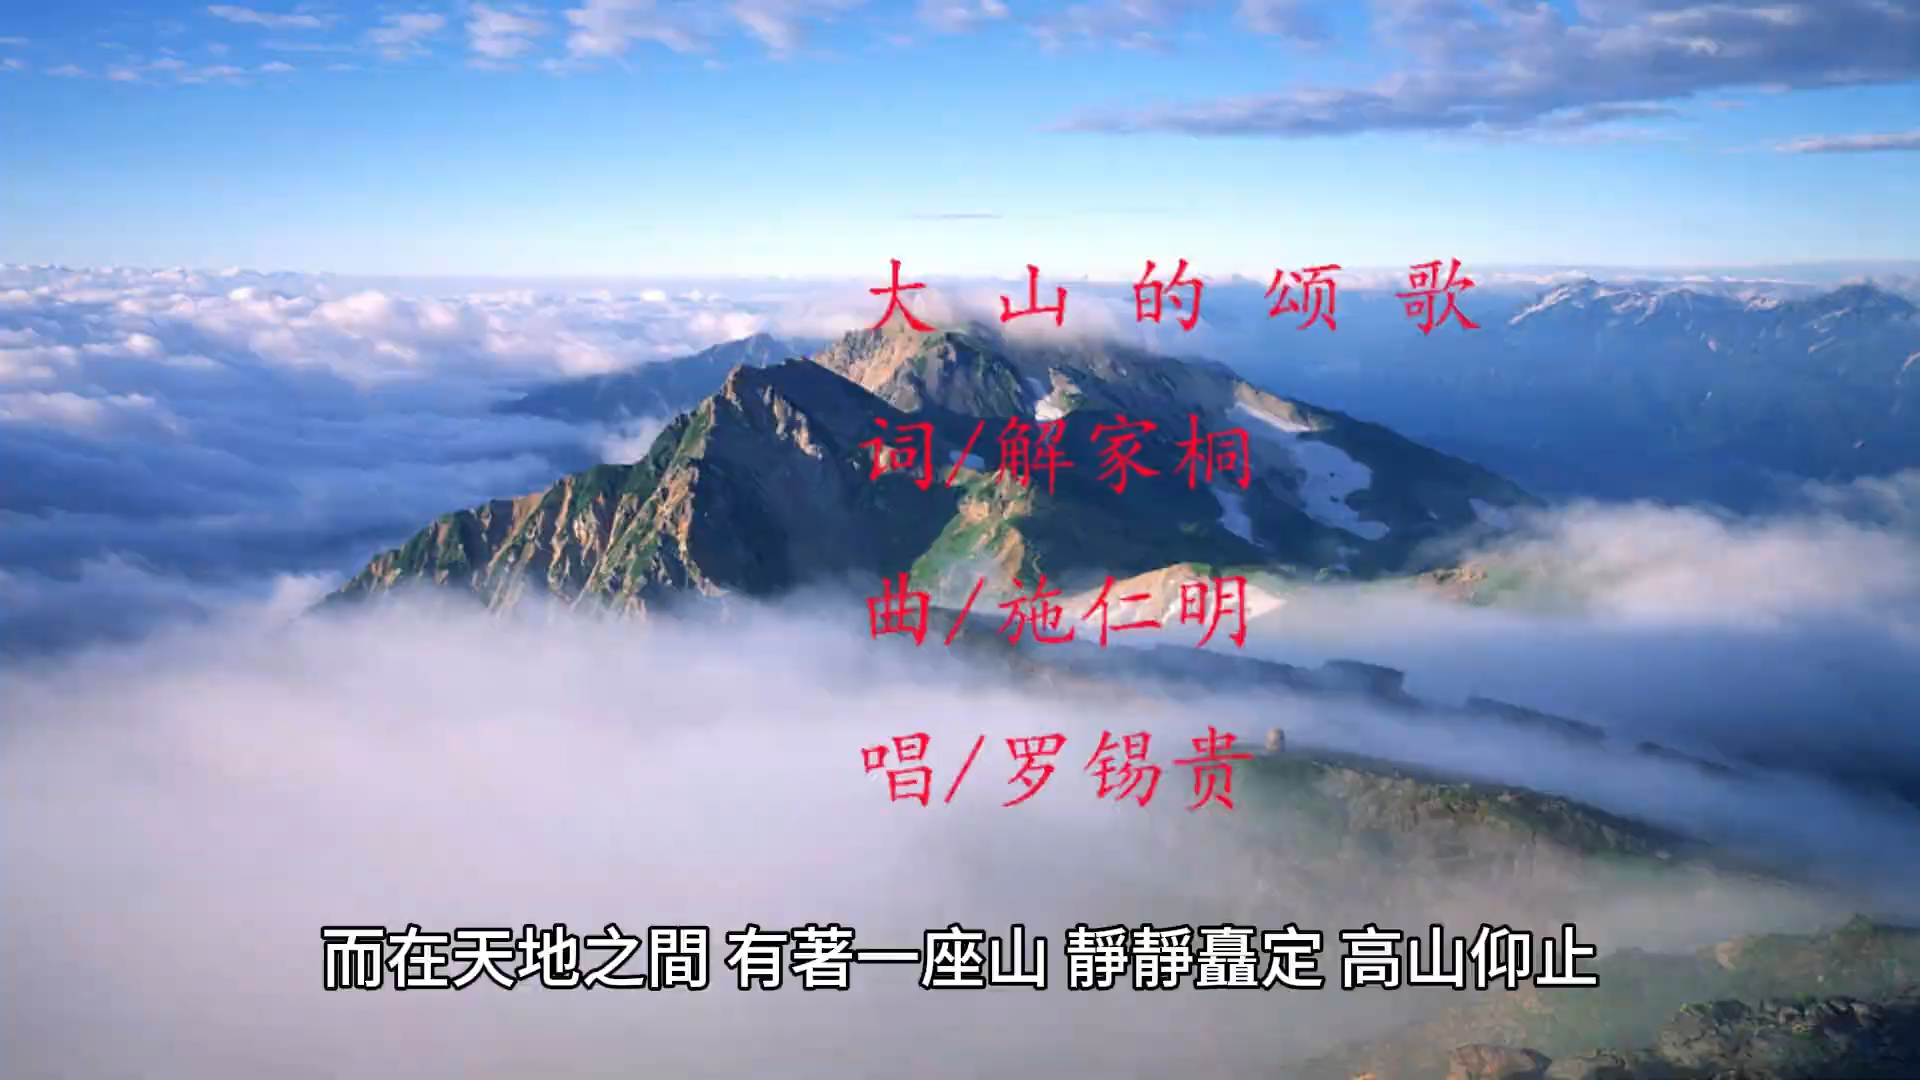 大山的颂歌
词/解家桐
曲/施仁明
唱/罗锡贵
而在天地之間 有著一座山 靜靜矗定 高山仰止